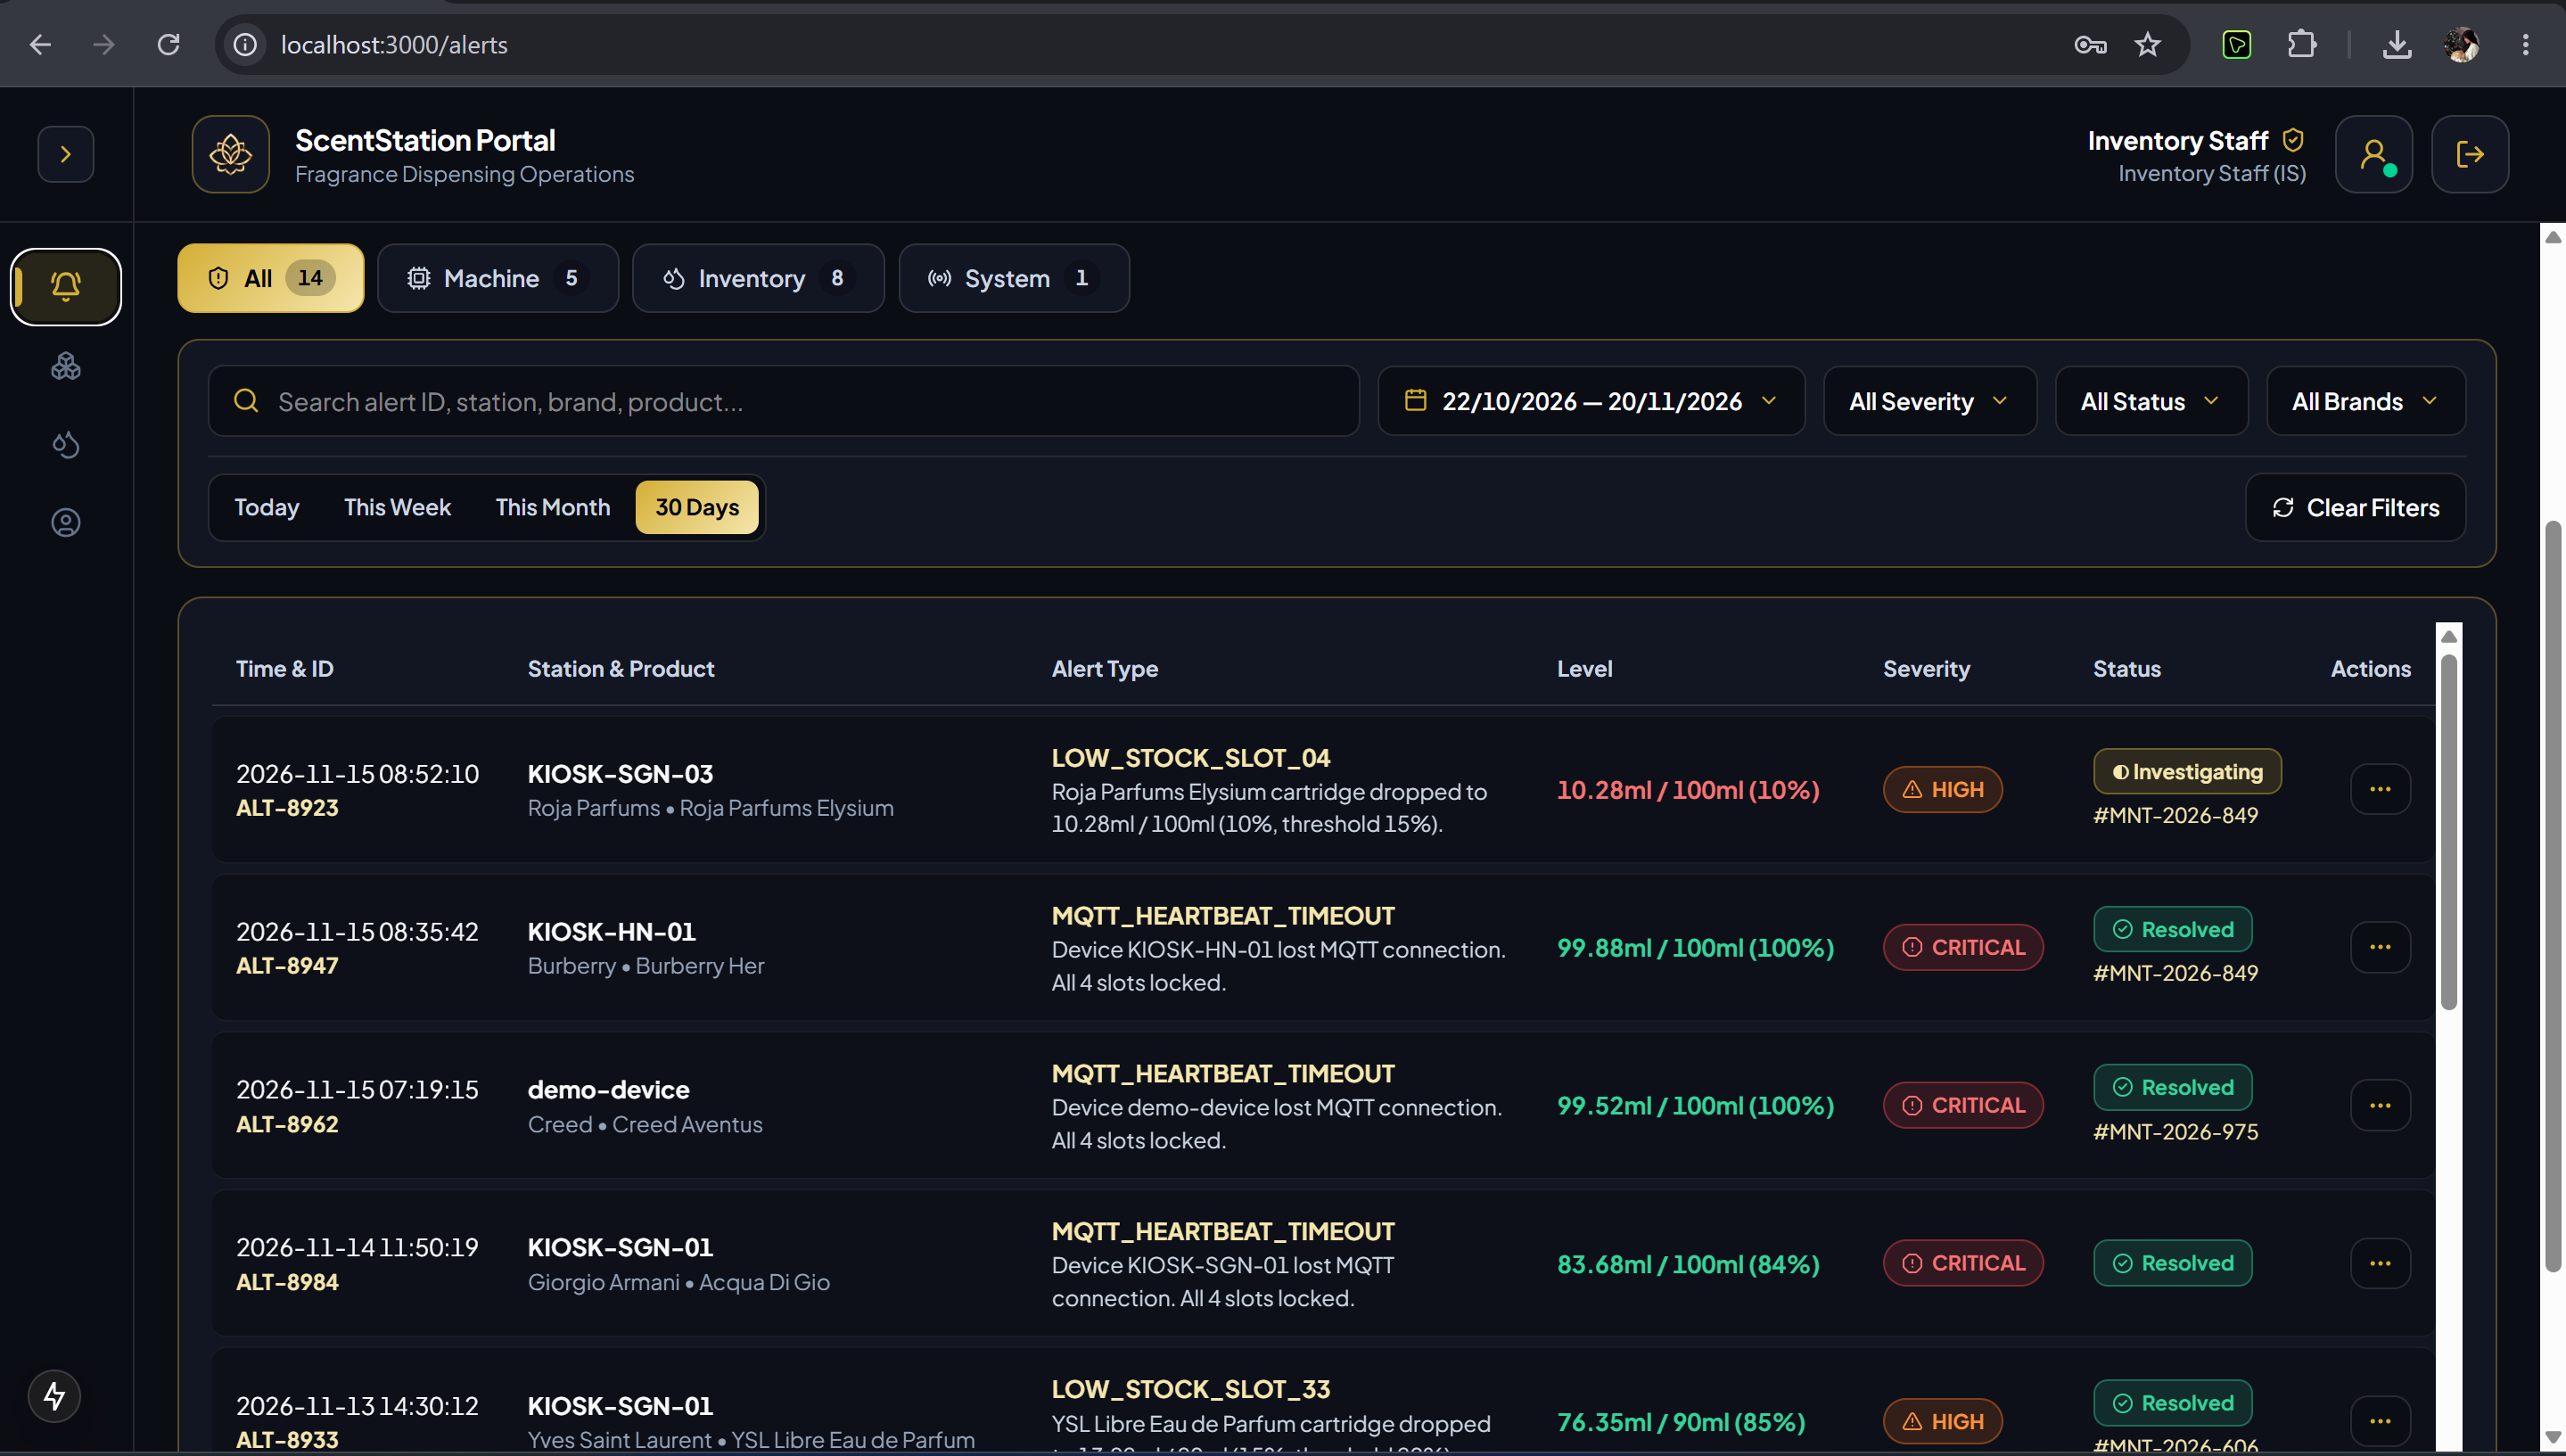 localhost:3000/alerts
ScentStation Portal
Fragrance Dispensing Operations
Inventory Staff
Inventory Staff (IS)
All 14
Machine 5
Inventory 8
System 1
Search alert ID, station, brand, product...
22/10/2026 — 20/11/2026
All Severity
All Status
All Brands
Today
This Week
This Month
30 Days
Clear Filters
Time & ID
Station & Product
Alert Type
Level
Severity
Status
Actions
2026-11-15 08:52:10
ALT-8923
KIOSK-SGN-03
Roja Parfums • Roja Parfums Elysium
LOW_STOCK_SLOT_04
Roja Parfums Elysium cartridge dropped to
10.28ml / 100ml (10%, threshold 15%).
10.28ml / 100ml (10%)
HIGH
Investigating
#MNT-2026-849
2026-11-15 08:35:42
ALT-8947
KIOSK-HN-01
Burberry • Burberry Her
MQTT_HEARTBEAT_TIMEOUT
Device KIOSK-HN-01 lost MQTT connection.
All 4 slots locked.
99.88ml / 100ml (100%)
CRITICAL
Resolved
#MNT-2026-849
2026-11-15 07:19:15
ALT-8962
demo-device
Creed • Creed Aventus
MQTT_HEARTBEAT_TIMEOUT
Device demo-device lost MQTT connection.
All 4 slots locked.
99.52ml / 100ml (100%)
CRITICAL
Resolved
#MNT-2026-975
2026-11-14 11:50:19
ALT-8984
KIOSK-SGN-01
Giorgio Armani • Acqua Di Gio
MQTT_HEARTBEAT_TIMEOUT
Device KIOSK-SGN-01 lost MQTT
connection. All 4 slots locked.
83.68ml / 100ml (84%)
CRITICAL
Resolved
2026-11-13 14:30:12
ALT-8933
KIOSK-SGN-01
Yves Saint Laurent • YSL Libre Eau de Parfum
LOW_STOCK_SLOT_33
YSL Libre Eau de Parfum cartridge dropped
76.35ml / 90ml (85%)
HIGH
Resolved
#MNT-2026-606